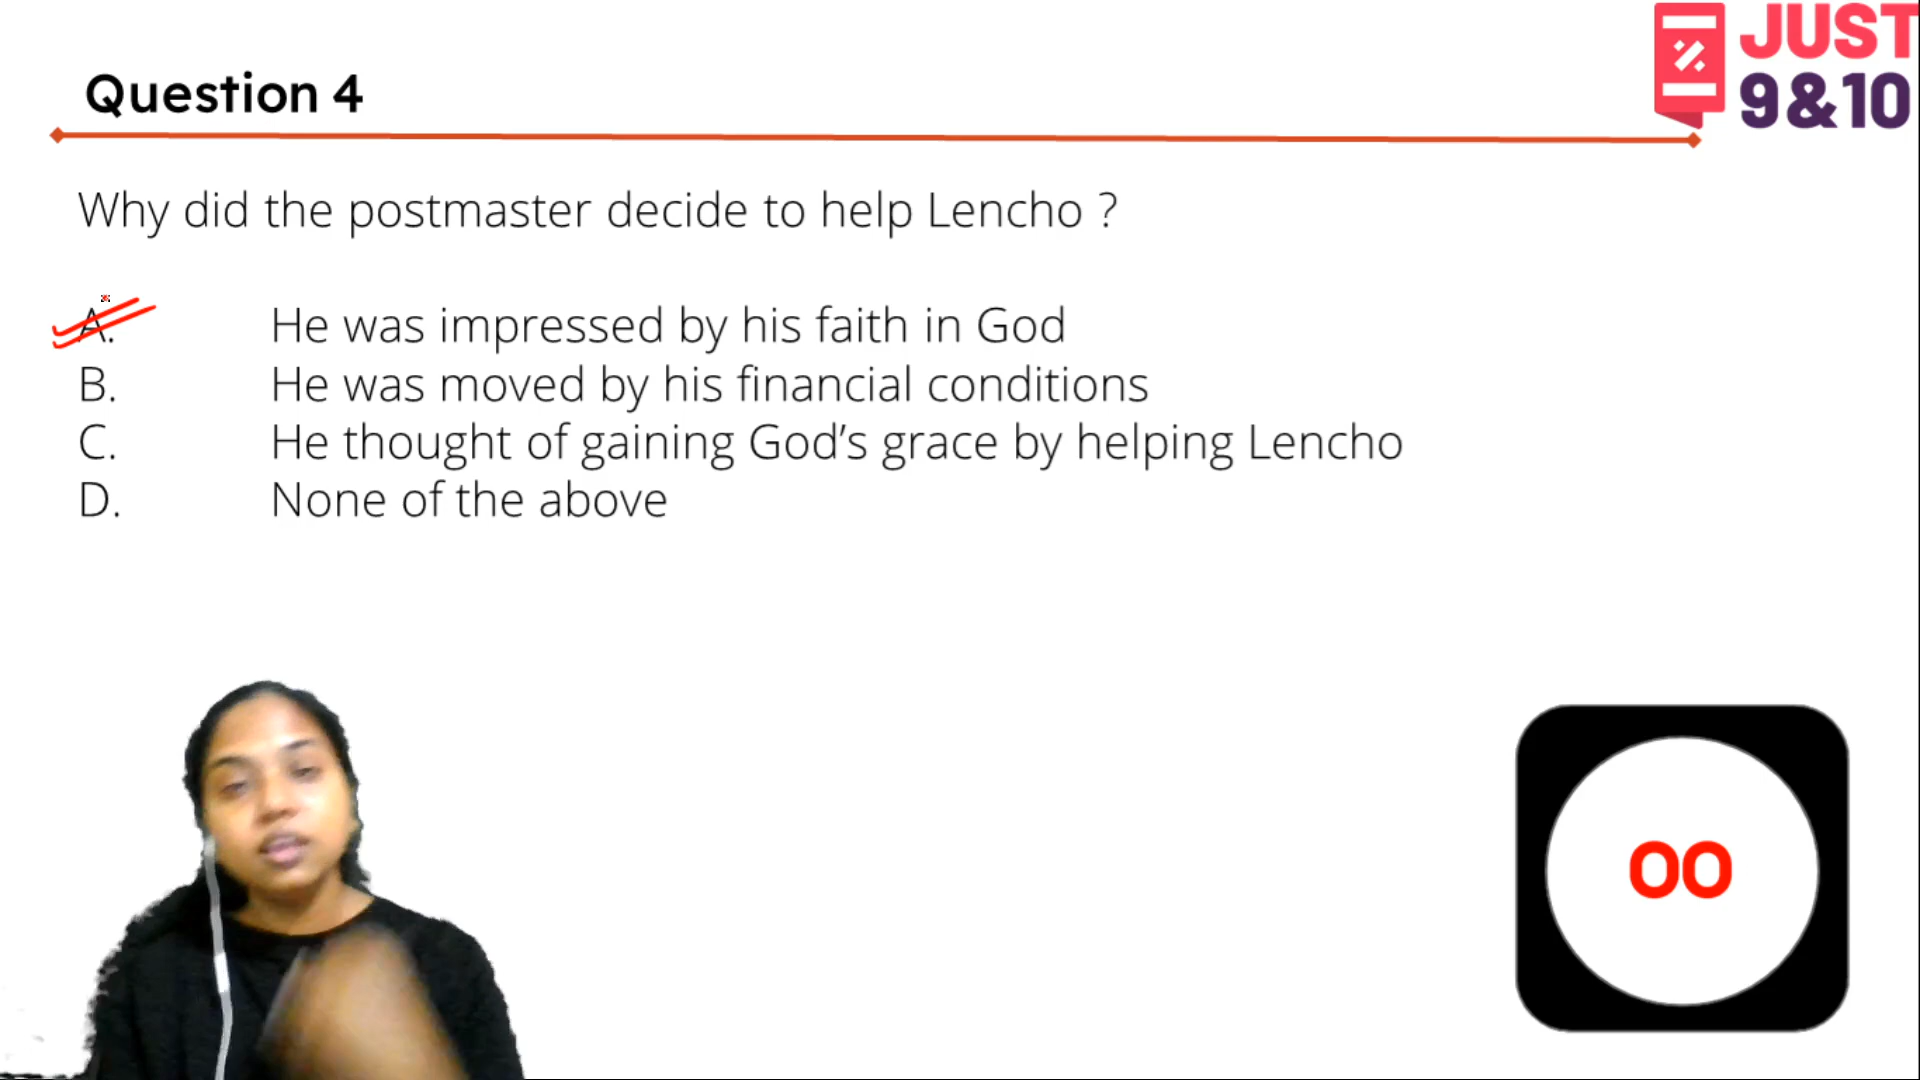 JUST
9&10
Question 4
Why did the postmaster decide to help Lencho ?
A. He was impressed by his faith in God
B. He was moved by his financial conditions
C. He thought of gaining God’s grace by helping Lencho
D. None of the above
00